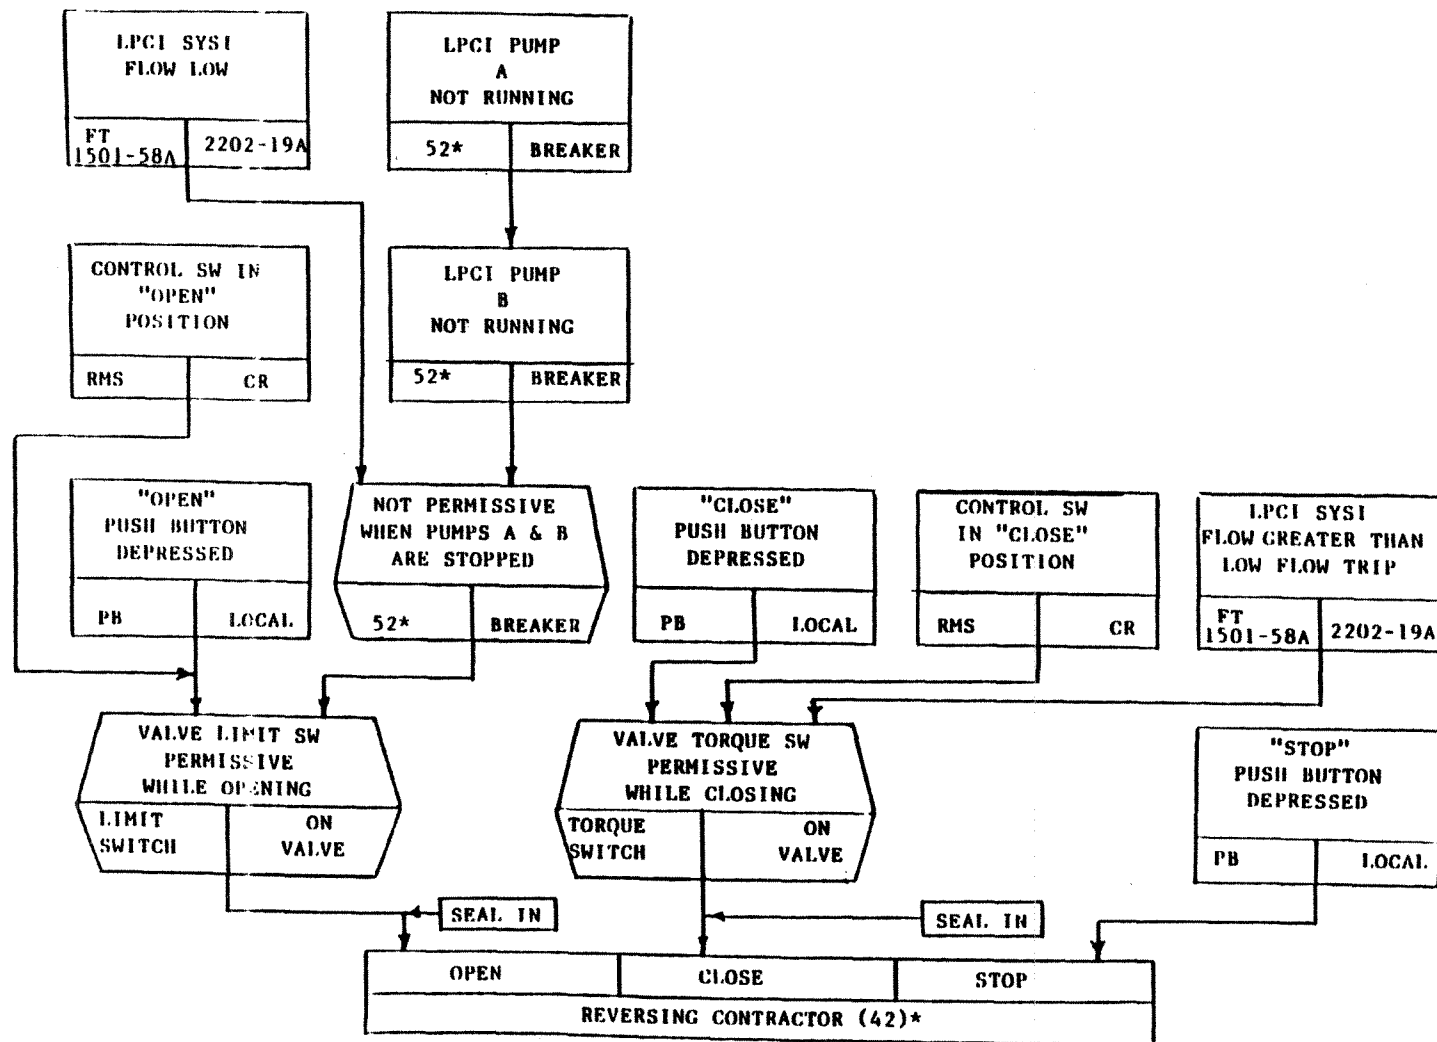 LPCI SYSI
FLOW LOW
FT
1501-58A
2202-19A
LPCI PUMP
A
NOT RUNNING
52*
BREAKER
CONTROL SW IN
"OPEN"
POSITION
RMS
CR
LPCI PUMP
B
NOT RUNNING
52*
BREAKER
"OPEN"
PUSH BUTTON
DEPRESSED
PB
LOCAL
NOT PERMISSIVE
WHEN PUMPS A & B
ARE STOPPED
52*
BREAKER
"CLOSE"
PUSH BUTTON
DEPRESSED
PB
LOCAL
CONTROL SW
IN "CLOSE"
POSITION
RMS
CR
LPCI SYSI
FLOW GREATER THAN
LOW FLOW TRIP
FT
1501-58A
2202-19A
VALVE LIMIT SW
PERMISSIVE
WHILE OPENING
LIMIT
SWITCH
ON
VALVE
VALVE TORQUE SW
PERMISSIVE
WHILE CLOSING
TORQUE
SWITCH
ON
VALVE
"STOP"
PUSH BUTTON
DEPRESSED
PB
LOCAL
SEAL IN
SEAL IN
OPEN
CLOSE
STOP
REVERSING CONTRACTOR (42)*